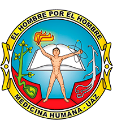 EL HOMBRE POR EL HOMBRE
MEDICINA HUMANA - UAC